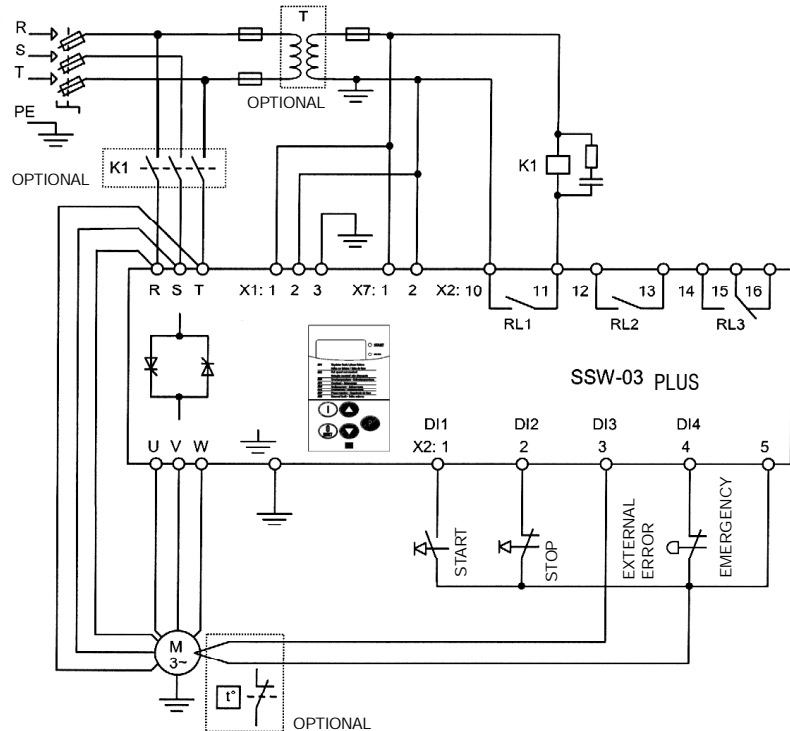 R
S
T
PE
T
OPTIONAL
K1
OPTIONAL
K1
R S T X1: 1 2 3 X7: 1 2 X2: 10 11 12 13 14 15 16
RL1 RL2 RL3
SSW-03 PLUS
U V W
DI1 DI2 DI3 DI4
X2: 1 2 3 4 5
START
STOP
EXTERNAL
ERROR
EMERGENCY
M
3~
t°
OPTIONAL